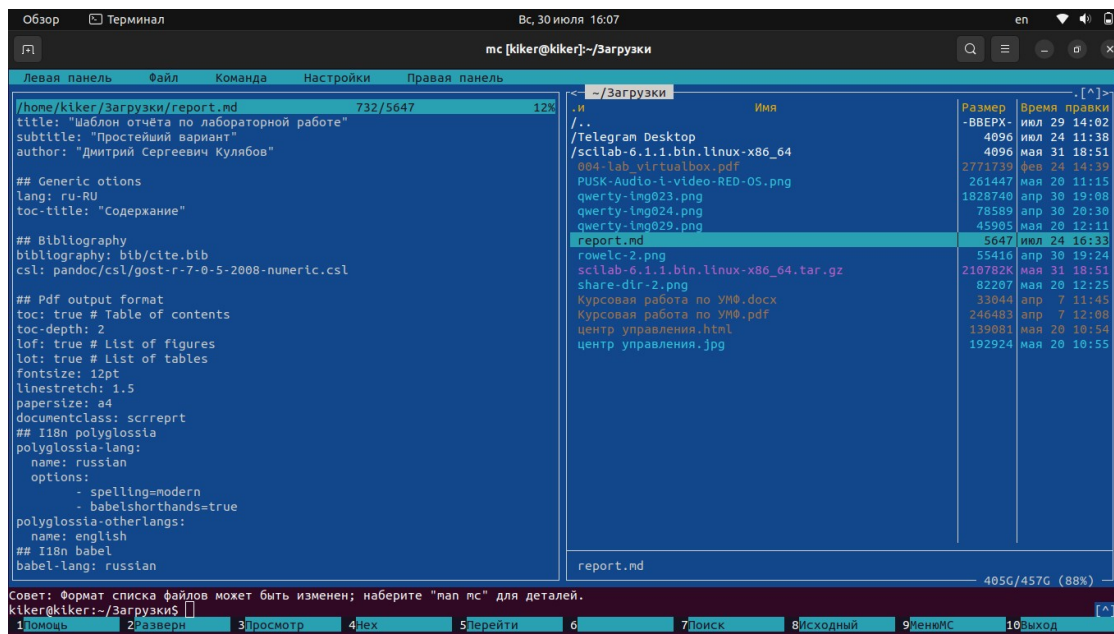 Обзор Терминал Вс, 30 июля 16:07 en
mc [kiker@kiker]:~/Загрузки
Левая панель Файл Команда Настройки Правая панель
/home/kiker/Загрузки/report.md 732/5647 12%
title: "Шаблон отчёта по лабораторной работе"
subtitle: "Простейший вариант"
author: "Дмитрий Сергеевич Кулябов"
## Generic otions
lang: ru-RU
toc-title: "Содержание"
## Bibliography
bibliography: bib/cite.bib
csl: pandoc/csl/gost-r-7-0-5-2008-numeric.csl
## Pdf output format
toc: true # Table of contents
toc-depth: 2
lof: true # List of figures
lot: true # List of tables
fontsize: 12pt
linestretch: 1.5
papersize: a4
documentclass: scrreprt
## I18n polyglossia
polyglossia-lang:
name: russian
options:
- spelling=modern
- babelshorthands=true
polyglossia-otherlangs:
name: english
## I18n babel
babel-lang: russian
<— ~/Загрузки .[^]>
.и Имя Размер Время правки
/.. -ВВЕРХ- июл 29 14:02
/Telegram Desktop 4096 июл 24 11:38
/scilab-6.1.1.bin.linux-x86_64 4096 мая 31 18:51
004-lab_virtualbox.pdf 2771739 фев 24 14:39
PUSK-Audio-i-video-RED-OS.png 261447 мая 20 11:15
qwerty-img023.png 1828740 апр 30 19:08
qwerty-img024.png 78589 апр 30 20:30
qwerty-img029.png 45905 мая 20 12:11
report.md 5647 июл 24 16:33
rowelc-2.png 55416 апр 30 19:24
scilab-6.1.1.bin.linux-x86_64.tar.gz 210782K мая 31 18:51
share-dir-2.png 82207 мая 20 12:25
Курсовая работа по УМФ.docx 33044 апр 7 11:45
Курсовая работа по УМФ.pdf 246483 апр 7 12:08
центр управления.html 139081 мая 20 10:54
центр управления.jpg 192924 мая 20 10:55
report.md
405G/457G (88%)
Совет: Формат списка файлов может быть изменен; наберите "man mc" для деталей.
kiker@kiker:~/Загрузки$ [^]
1Помощь 2Разверн 3Просмотр 4Hex 5Перейти 6 7Поиск 8Исходный 9МенюMC 10Выход